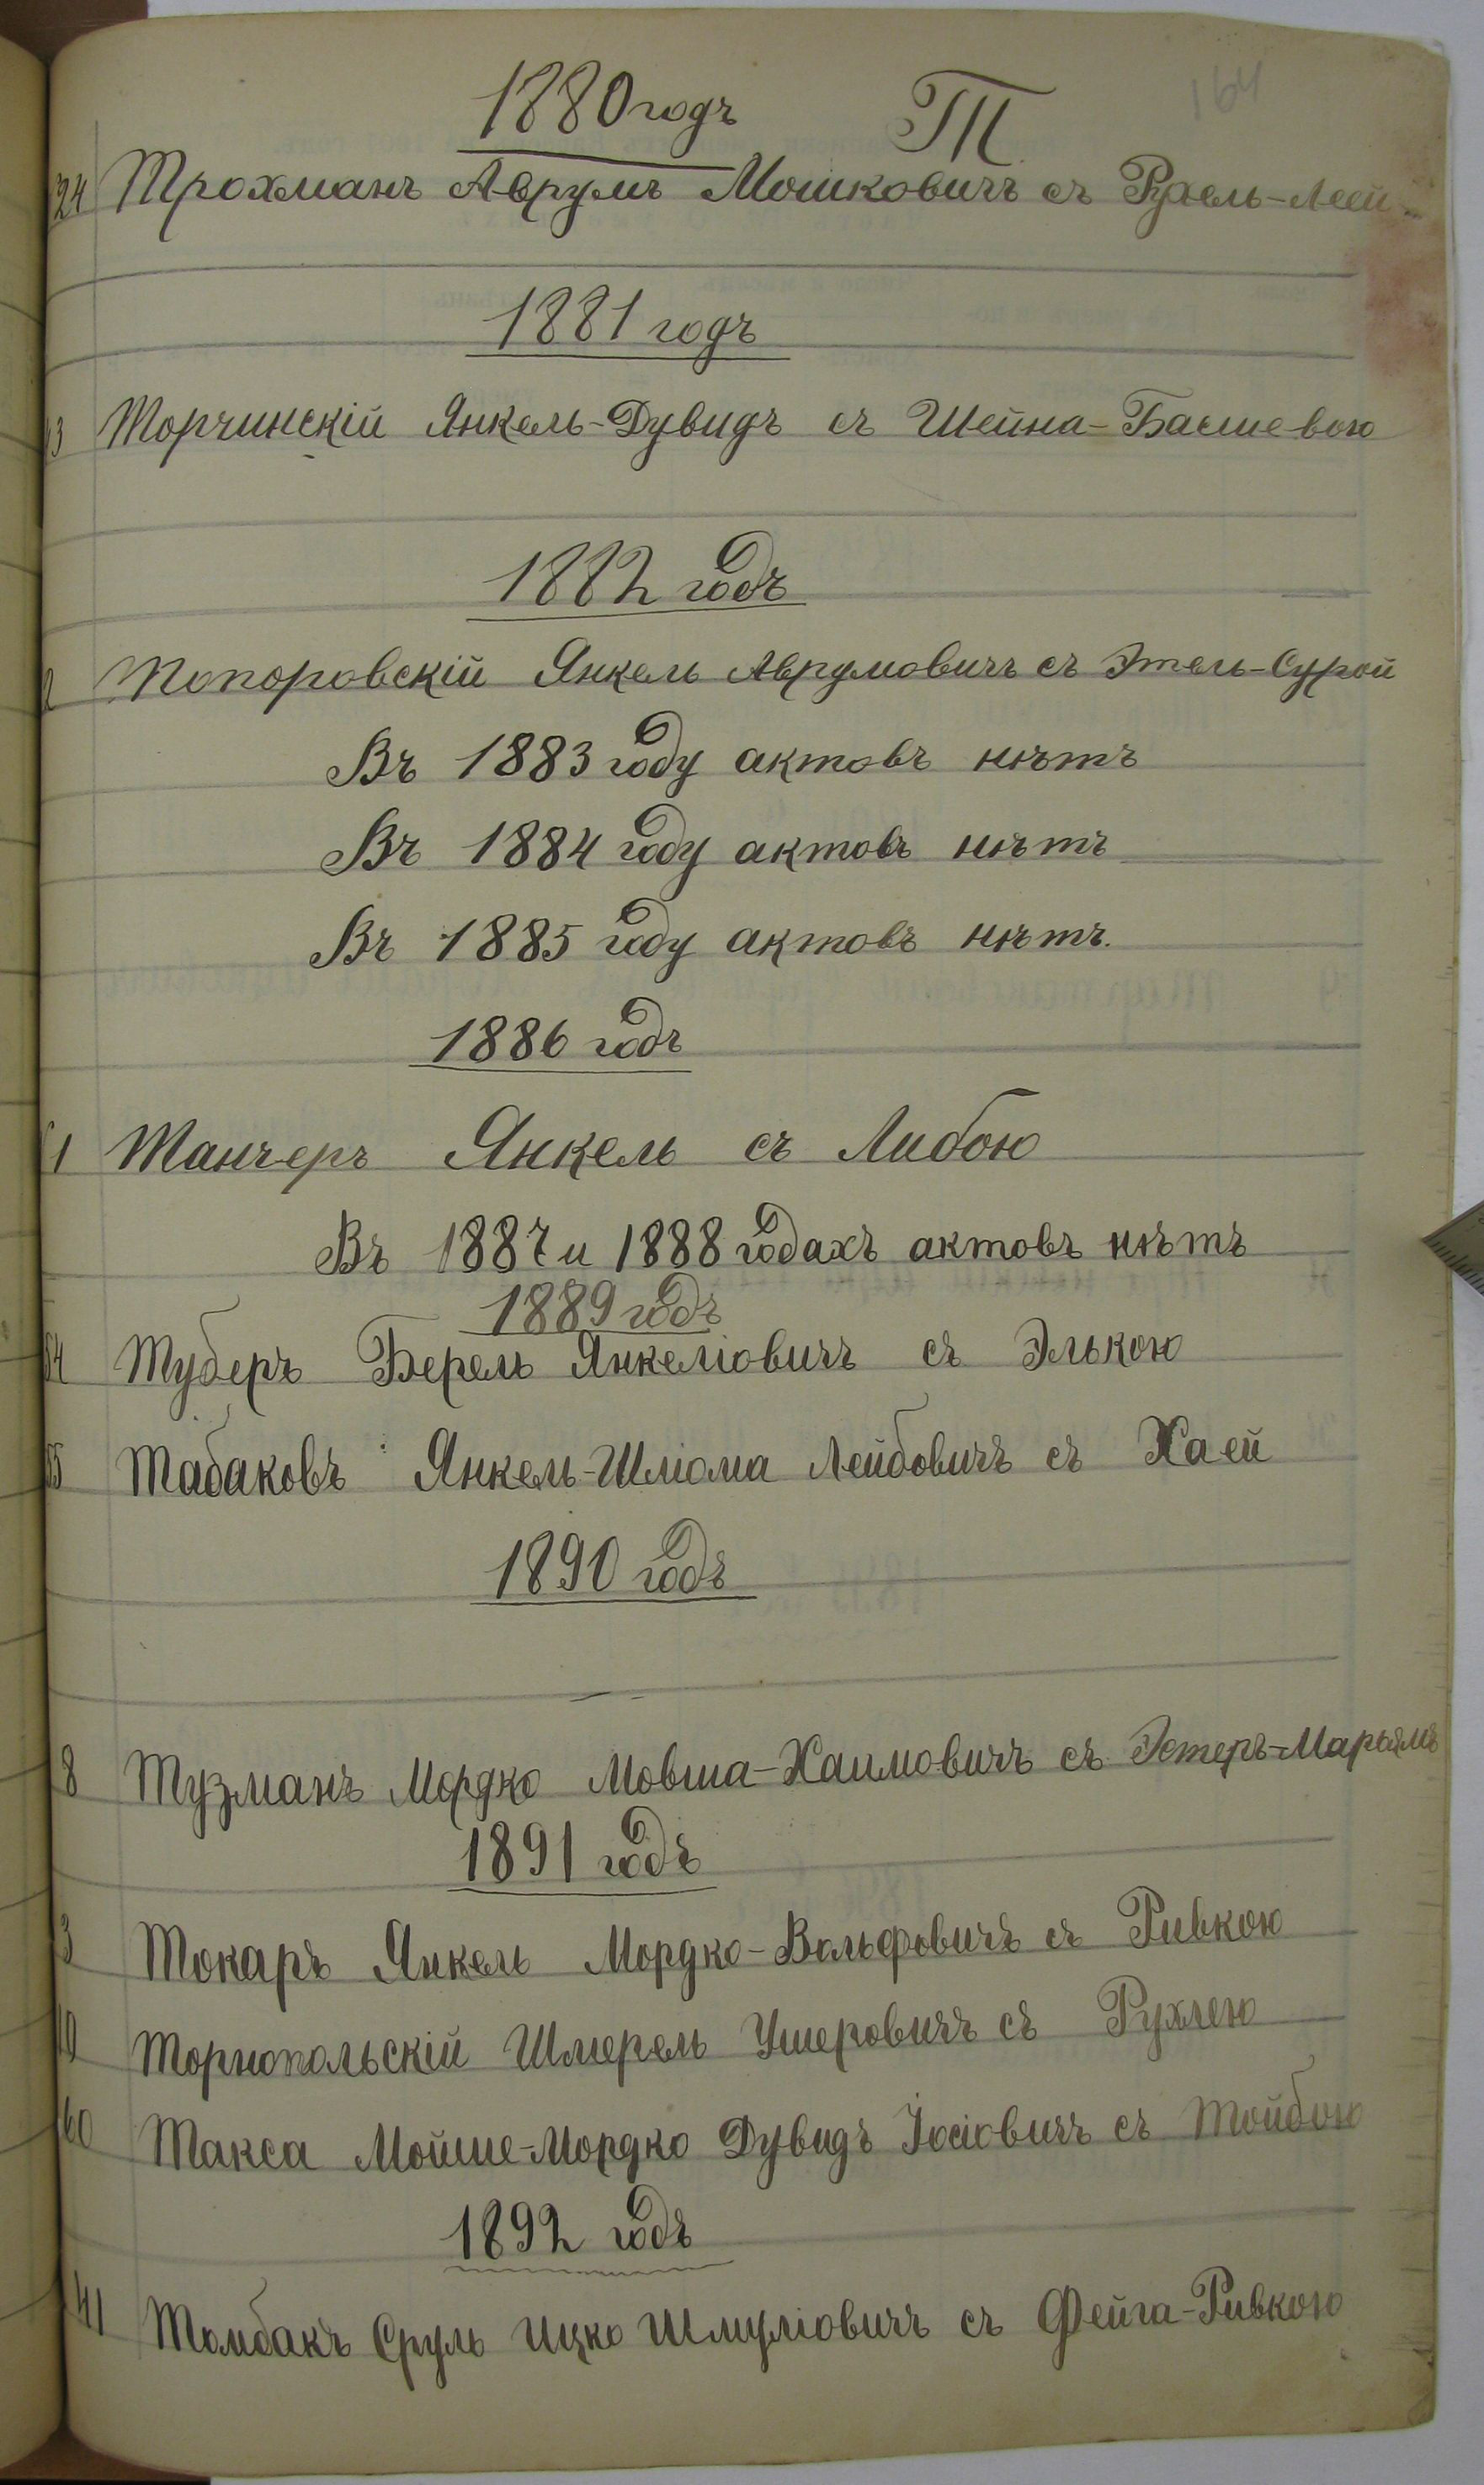 1880 годъ Т 164
24 Трохманъ Аврумъ Мошковичъ съ Рухель-Леей
1881 годъ
13 Торчинскій Янкель-Дувидъ съ Шейна-Басшевою
1882 годъ
2 Топоровскій Янкель Аврумовичъ съ Этель-Сурой
Въ 1883 году актовъ нѣтъ
Въ 1884 году актовъ нѣтъ
Въ 1885 году актовъ нѣтъ.
1886 годъ
1 Танчеръ Янкель съ Либою
Въ 1887 и 1888 годахъ актовъ нѣтъ
1889 годъ
54 Туберъ Берель Янкеліовичъ съ Элькою
55 Табаковъ Янкель-Шлiома Лейбовичъ съ Хаей
1890 годъ
8 Тузманъ Мордко Мовша-Хаимовичъ съ Эстеръ-Марьямъ
1891 годъ
3 Токаръ Янкель Мордко-Вольфовичъ съ Ривкою
10 Торнопольскій Шмерель Ушеровичъ съ Рухлею
60 Такса Мойше-Мордко Дувидъ Іосіовичъ съ Тойбою
1892 годъ
41 Томбакъ Сруль Ицко Шмуліовичъ съ Фейга-Ривкою